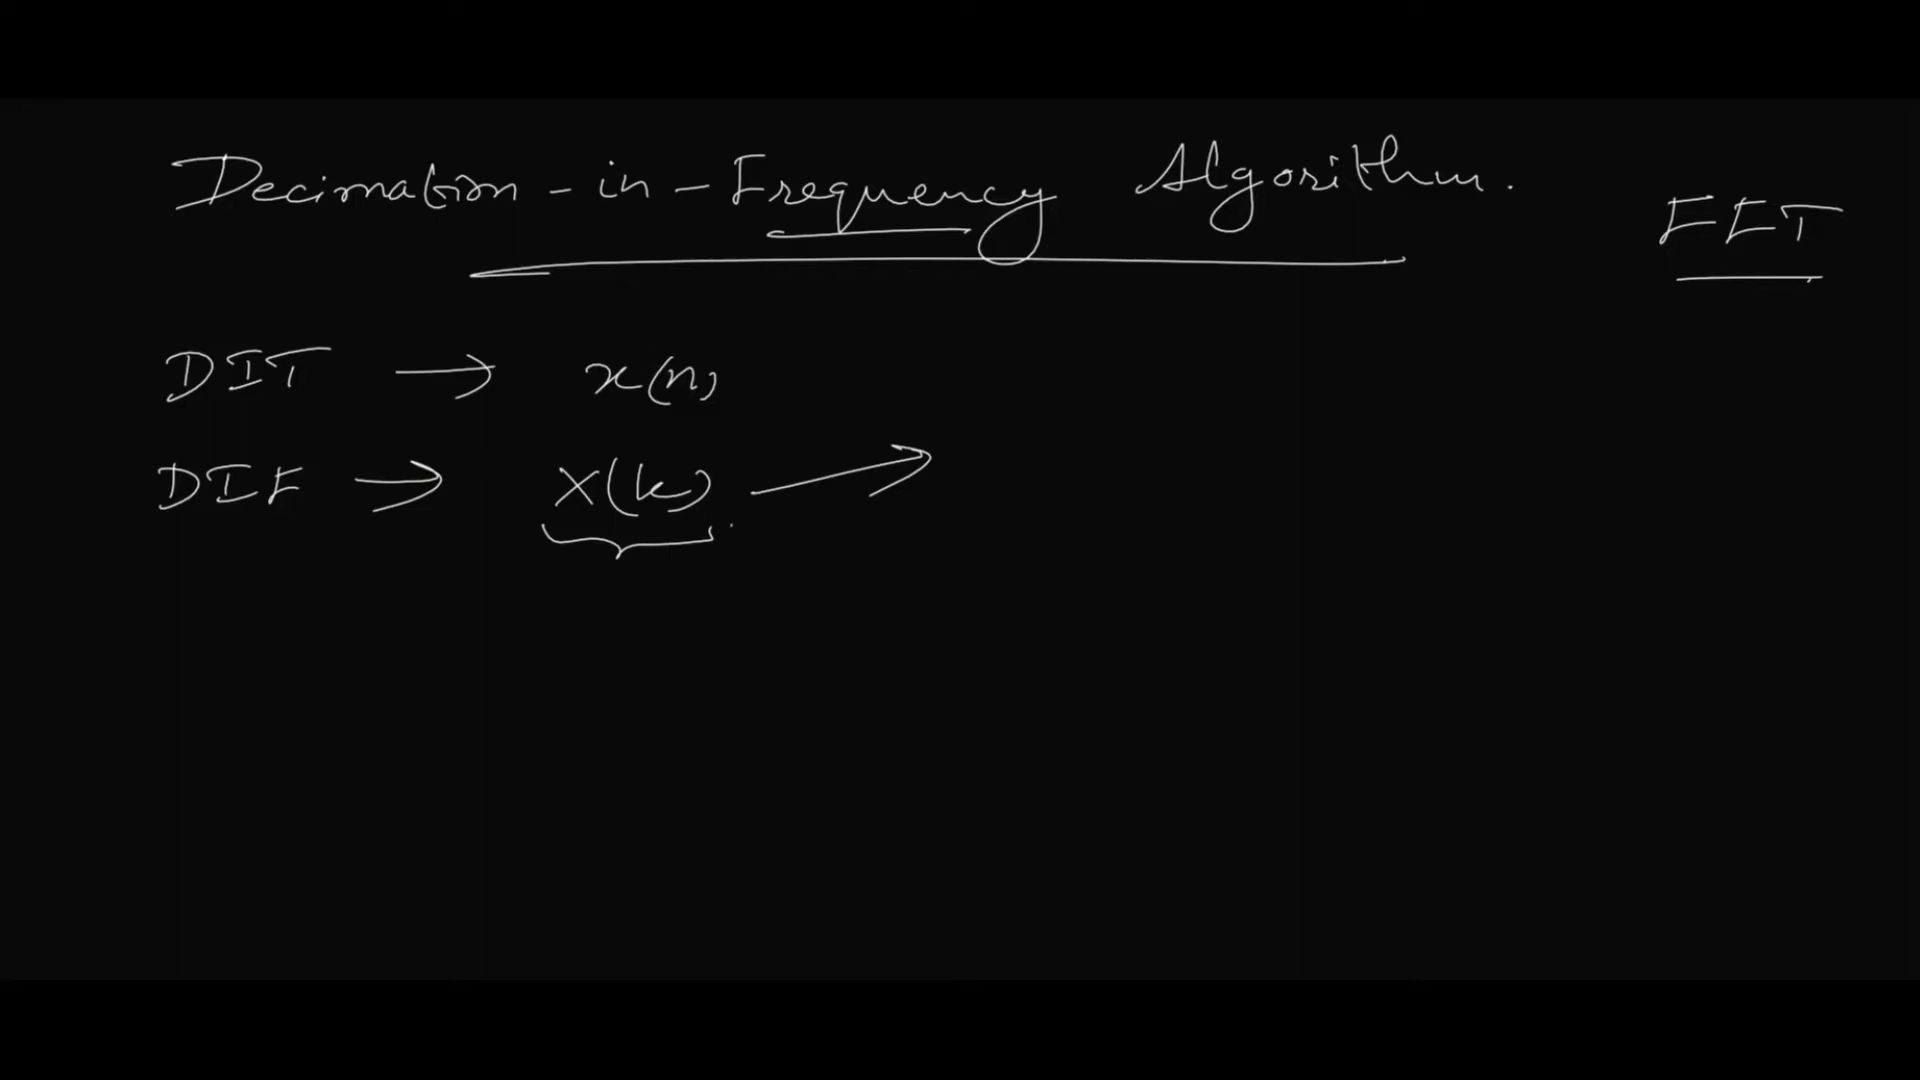 Decimation-in-Frequency Algorithm.
FFT
DIT → x(n)
DIF → X(k) →